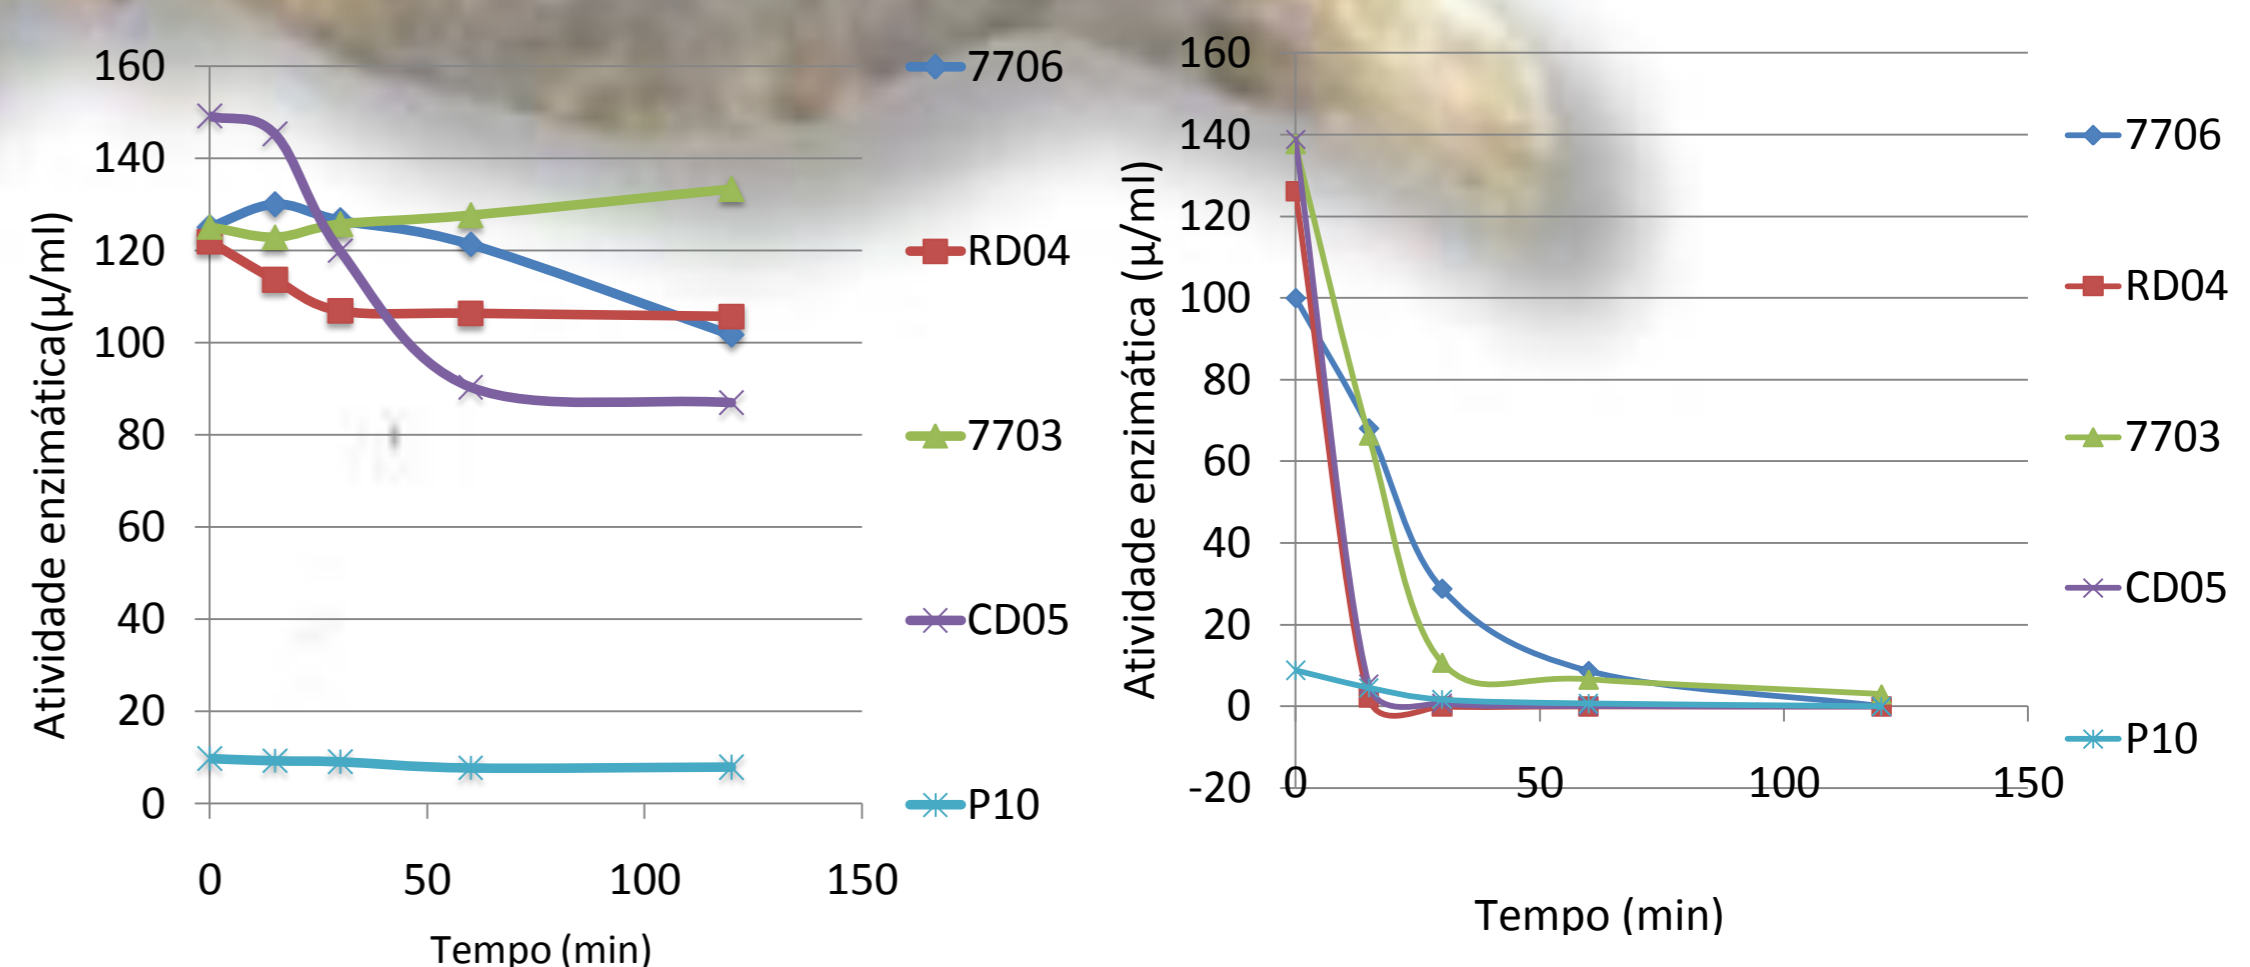 160
140
120
100
80
60
40
20
0
0 50 100 150
Atividade enzimática(µ/ml)
Tempo (min)
7706
RD04
7703
CD05
P10
160
140
120
100
80
60
40
20
0
-20
0 50 100 150
Atividade enzimática (µ/ml)
Tempo (min)
7706
RD04
7703
CD05
P10